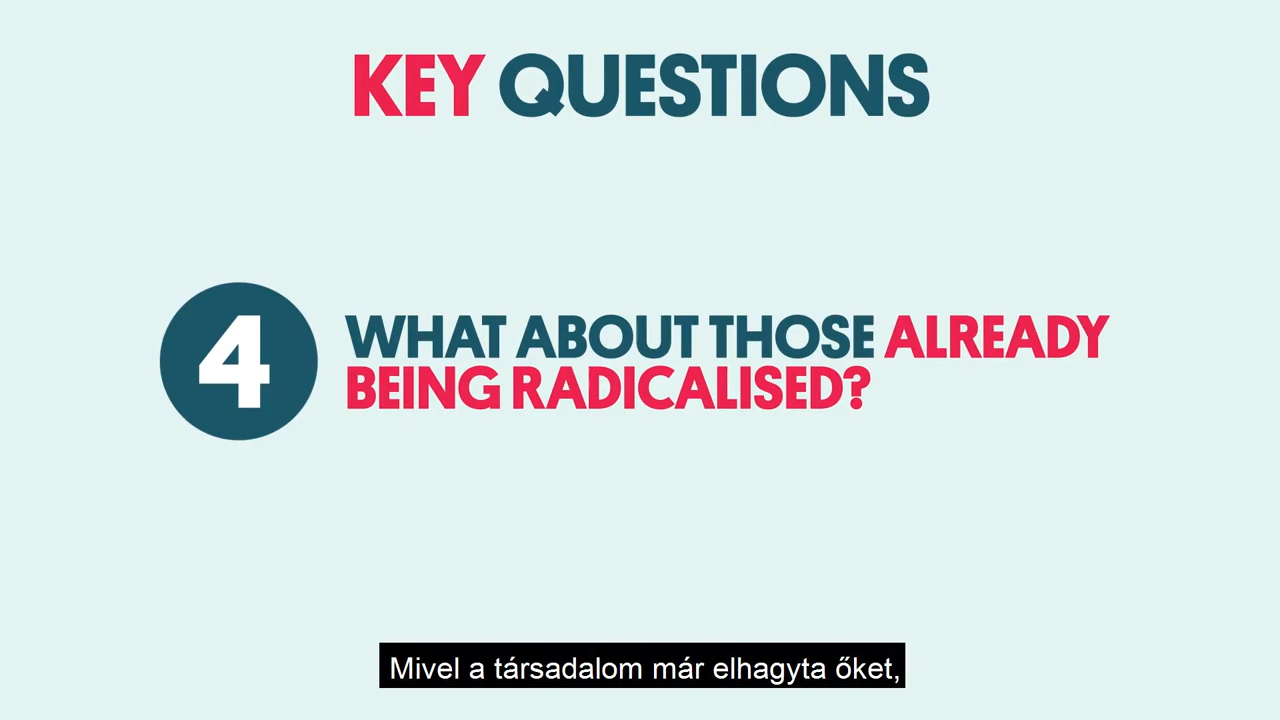 KEY QUESTIONS
4
WHAT ABOUT THOSE ALREADY
BEING RADICALISED?
Mivel a társadalom már elhagyta őket,